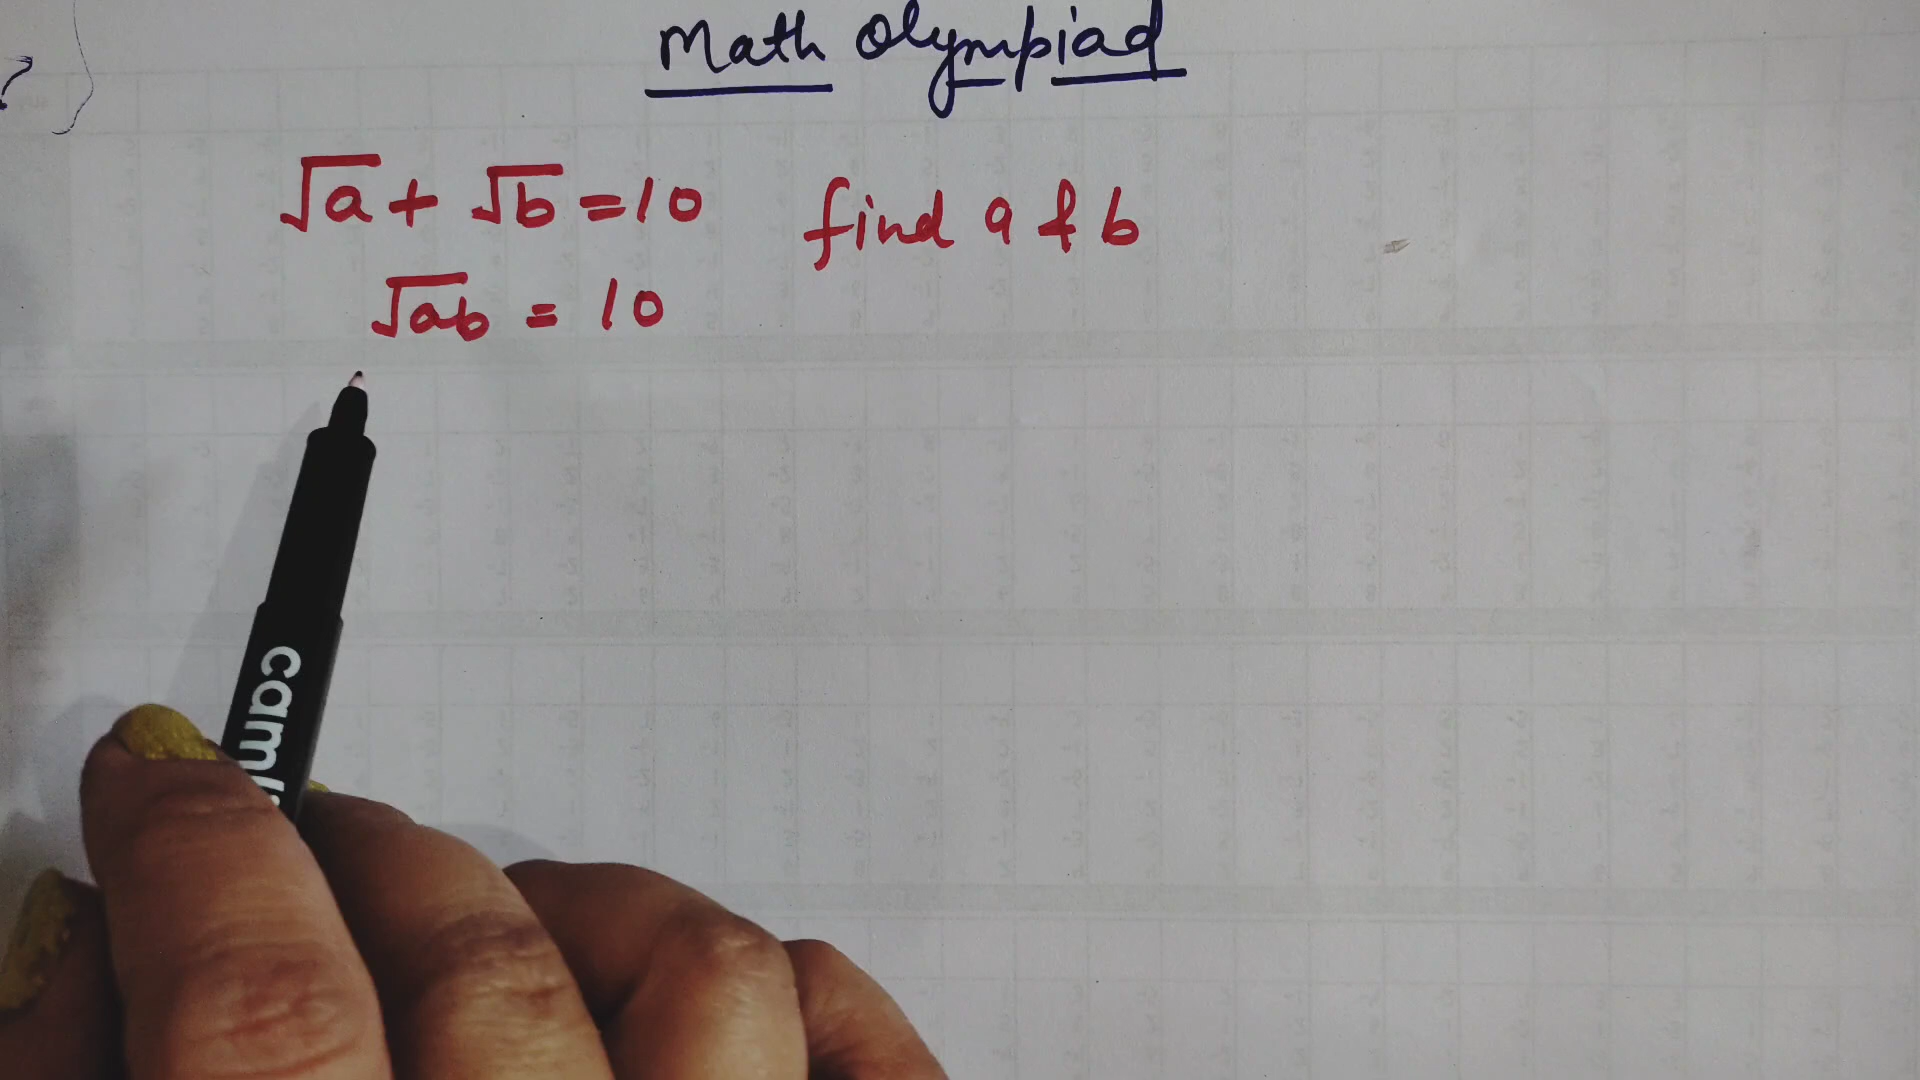 Math Olympiad
√a + √b = 10 find a & b
√ab = 10
cam